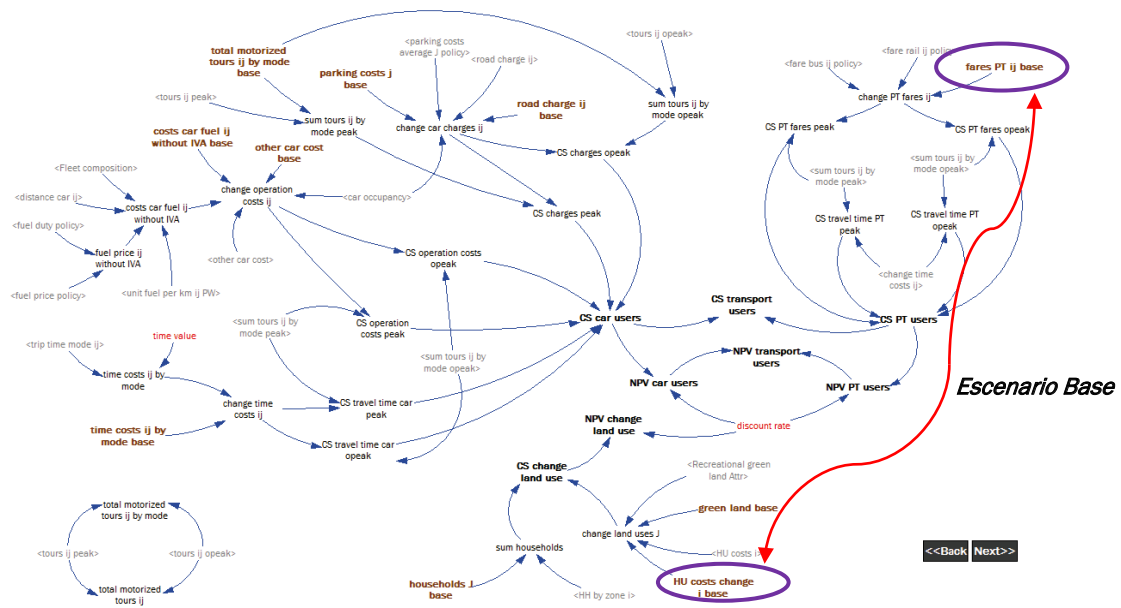 total motorized
tours ij by mode
base
<parking costs
average J policy>
<tours ij opeak>
<fare rail ij policy>
<fare bus ij policy>
fares PT ij base
parking costs j
base
<road charge ij>
<tours ij peak>
sum tours ij by
mode peak
change car charges ij
road charge ij
base
sum tours ij by
mode opeak
change PT fares ij
costs car fuel ij
without IVA base
other car cost
base
CS PT fares peak
CS PT fares opeak
CS charges opeak
<Fleet composition>
<sum tours ij by
mode peak>
<sum tours ij by
mode opeak>
change operation
costs ij
<car occupancy>
<distance car ij>
costs car fuel ij
without IVA
CS charges peak
CS travel time PT
peak
CS travel time PT
opeak
<fuel duty policy>
fuel price ij
without IVA
<other car cost>
CS operation costs
opeak
<change time
costs ij>
<fuel price policy>
<unit fuel per km ij PW>
CS transport
users
<sum tours ij by
mode peak>
CS operation
costs peak
CS car users
CS PT users
time value
<trip time mode ij>
<sum tours ij by
mode opeak>
NPV transport
users
time costs ij by
mode
NPV car users
NPV PT users
Escenario Base
change time
costs ij
CS travel time car
peak
NPV change
land use
discount rate
time costs ij by
mode base
CS travel time car
opeak
CS change
land use
<Recreational green
land Attr>
green land base
total motorized
tours ij by mode
change land uses J
<tours ij peak>
<tours ij opeak>
sum households
<HU costs i>
<<Back
Next>>
total motorized
tours ij
households J
base
<HH by zone i>
HU costs change
j base